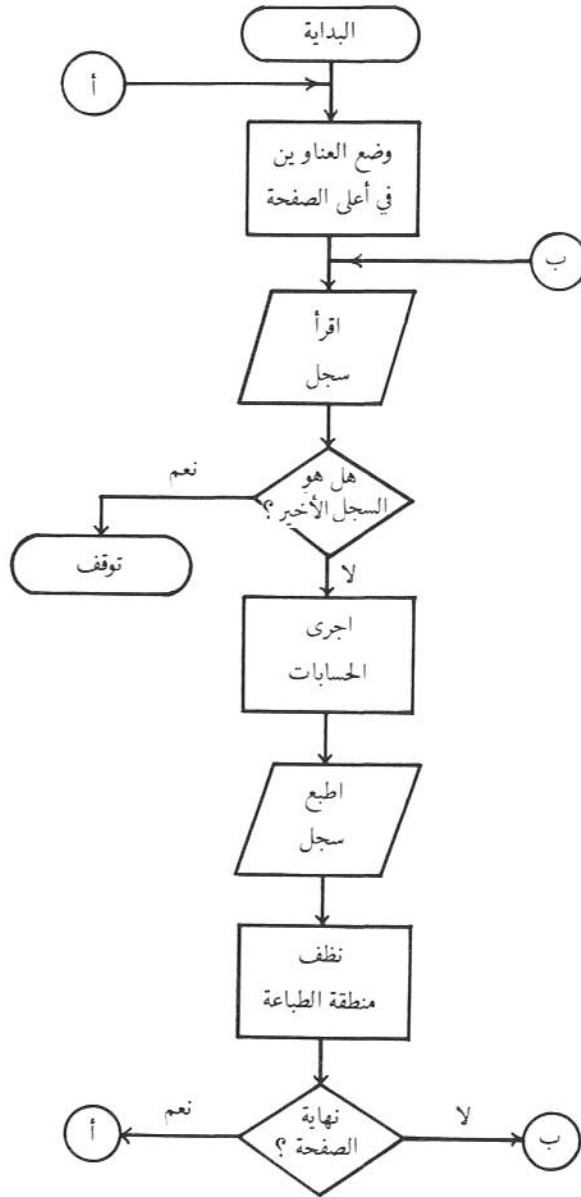 البداية
أ
وضع العناوين
في أعلى الصفحة
ب
اقرأ
سجل
هل هو
السجل الأخير ؟
نعم
توقف
لا
اجرى
الحسابات
اطبع
سجل
نظف
منطقة الطباعة
نهاية
الصفحة ؟
نعم
أ
لا
ب